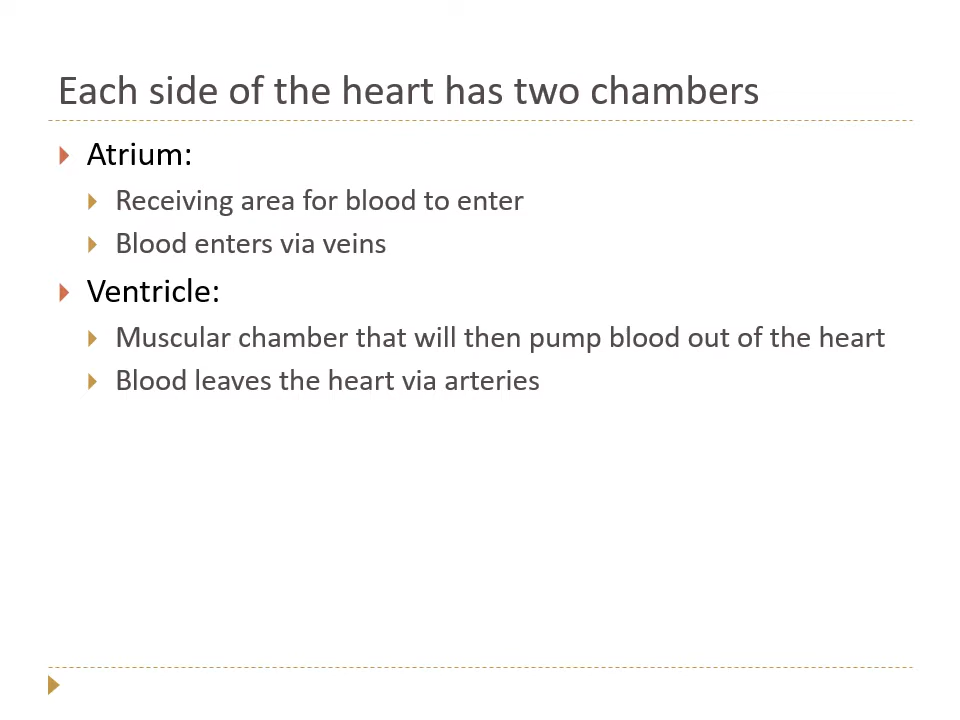 Each side of the heart has two chambers
Atrium:
Receiving area for blood to enter
Blood enters via veins
Ventricle:
Muscular chamber that will then pump blood out of the heart
Blood leaves the heart via arteries